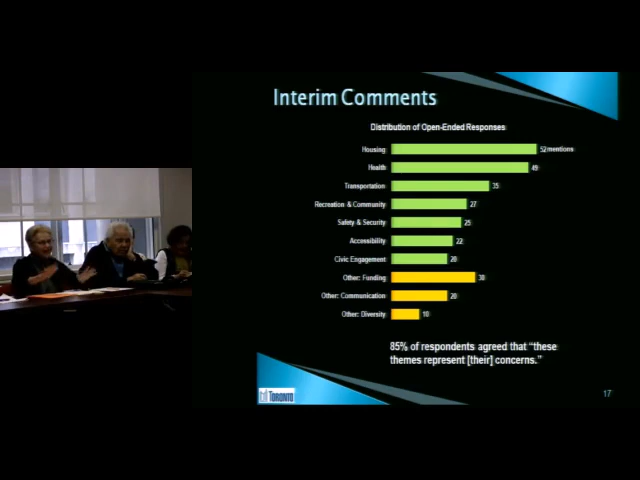 Interim Comments
Distribution of Open-Ended Responses
Housing 52 mentions
Health 49
Transportation 35
Recreation & Community 27
Safety & Security 25
Accessibility 22
Civic Engagement 20
Other: Funding 30
Other: Communication 20
Other: Diversity 10
85% of respondents agreed that “these
themes represent [their] concerns.”
TORONTO
17